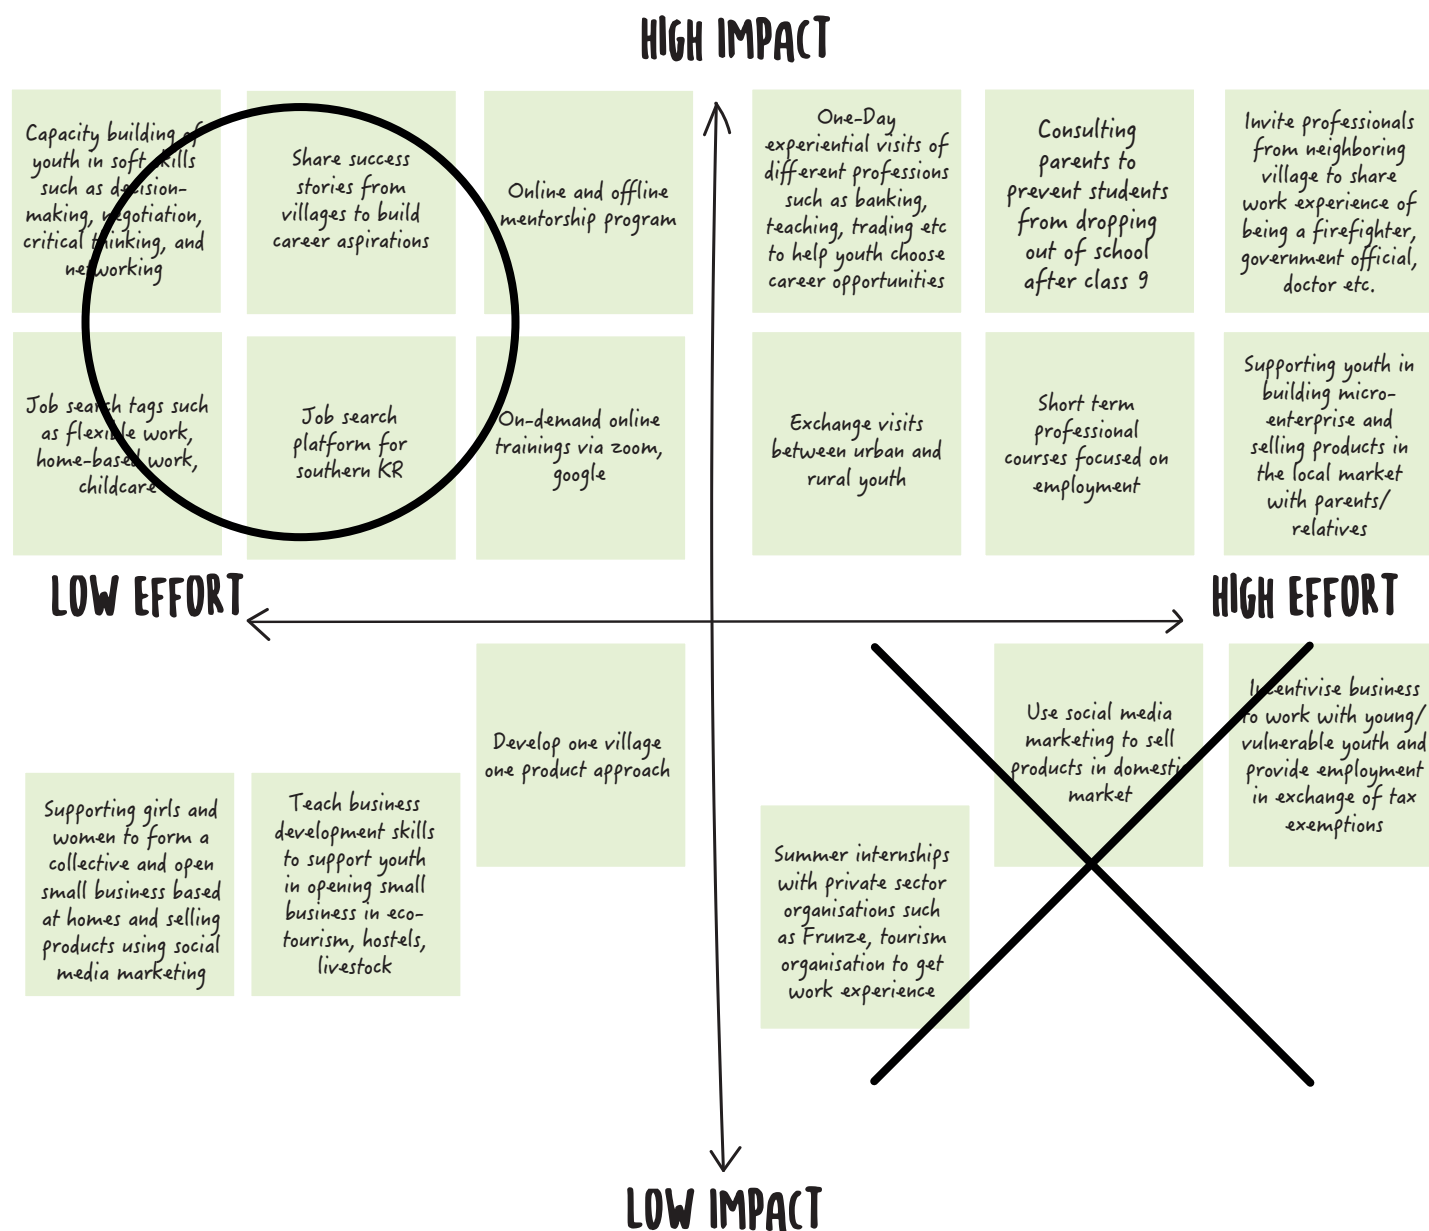 HIGH IMPACT
Capacity building of
youth in soft skills
such as decision-
making, negotiation,
critical thinking, and
networking
Share success
stories from
villages to build
career aspirations
Online and offline
mentorship program
One-Day
experiential visits of
different professions
such as banking,
teaching, trading etc
to help youth choose
career opportunities
Consulting
parents to
prevent students
from dropping
out of school
after class 9
Invite professionals
from neighboring
village to share
work experience of
being a firefighter,
government official,
doctor etc.
Job search tags such
as flexible work,
home-based work,
childcare
Job search
platform for
southern KR
On-demand online
trainings via zoom,
google
Exchange visits
between urban and
rural youth
Short term
professional
courses focused on
employment
Supporting youth in
building micro-
enterprise and
selling products in
the local market
with parents/
relatives
LOW EFFORT
HIGH EFFORT
Supporting girls and
women to form a
collective and open
small business based
at homes and selling
products using social
media marketing
Teach business
development skills
to support youth
in opening small
business in eco-
tourism, hostels,
livestock
Develop one village
one product approach
Summer internships
with private sector
organisations such
as Frunze, tourism
organisation to get
work experience
Use social media
marketing to sell
products in domestic
market
Incentivise business
to work with young/
vulnerable youth and
provide employment
in exchange of tax
exemptions
LOW IMPACT